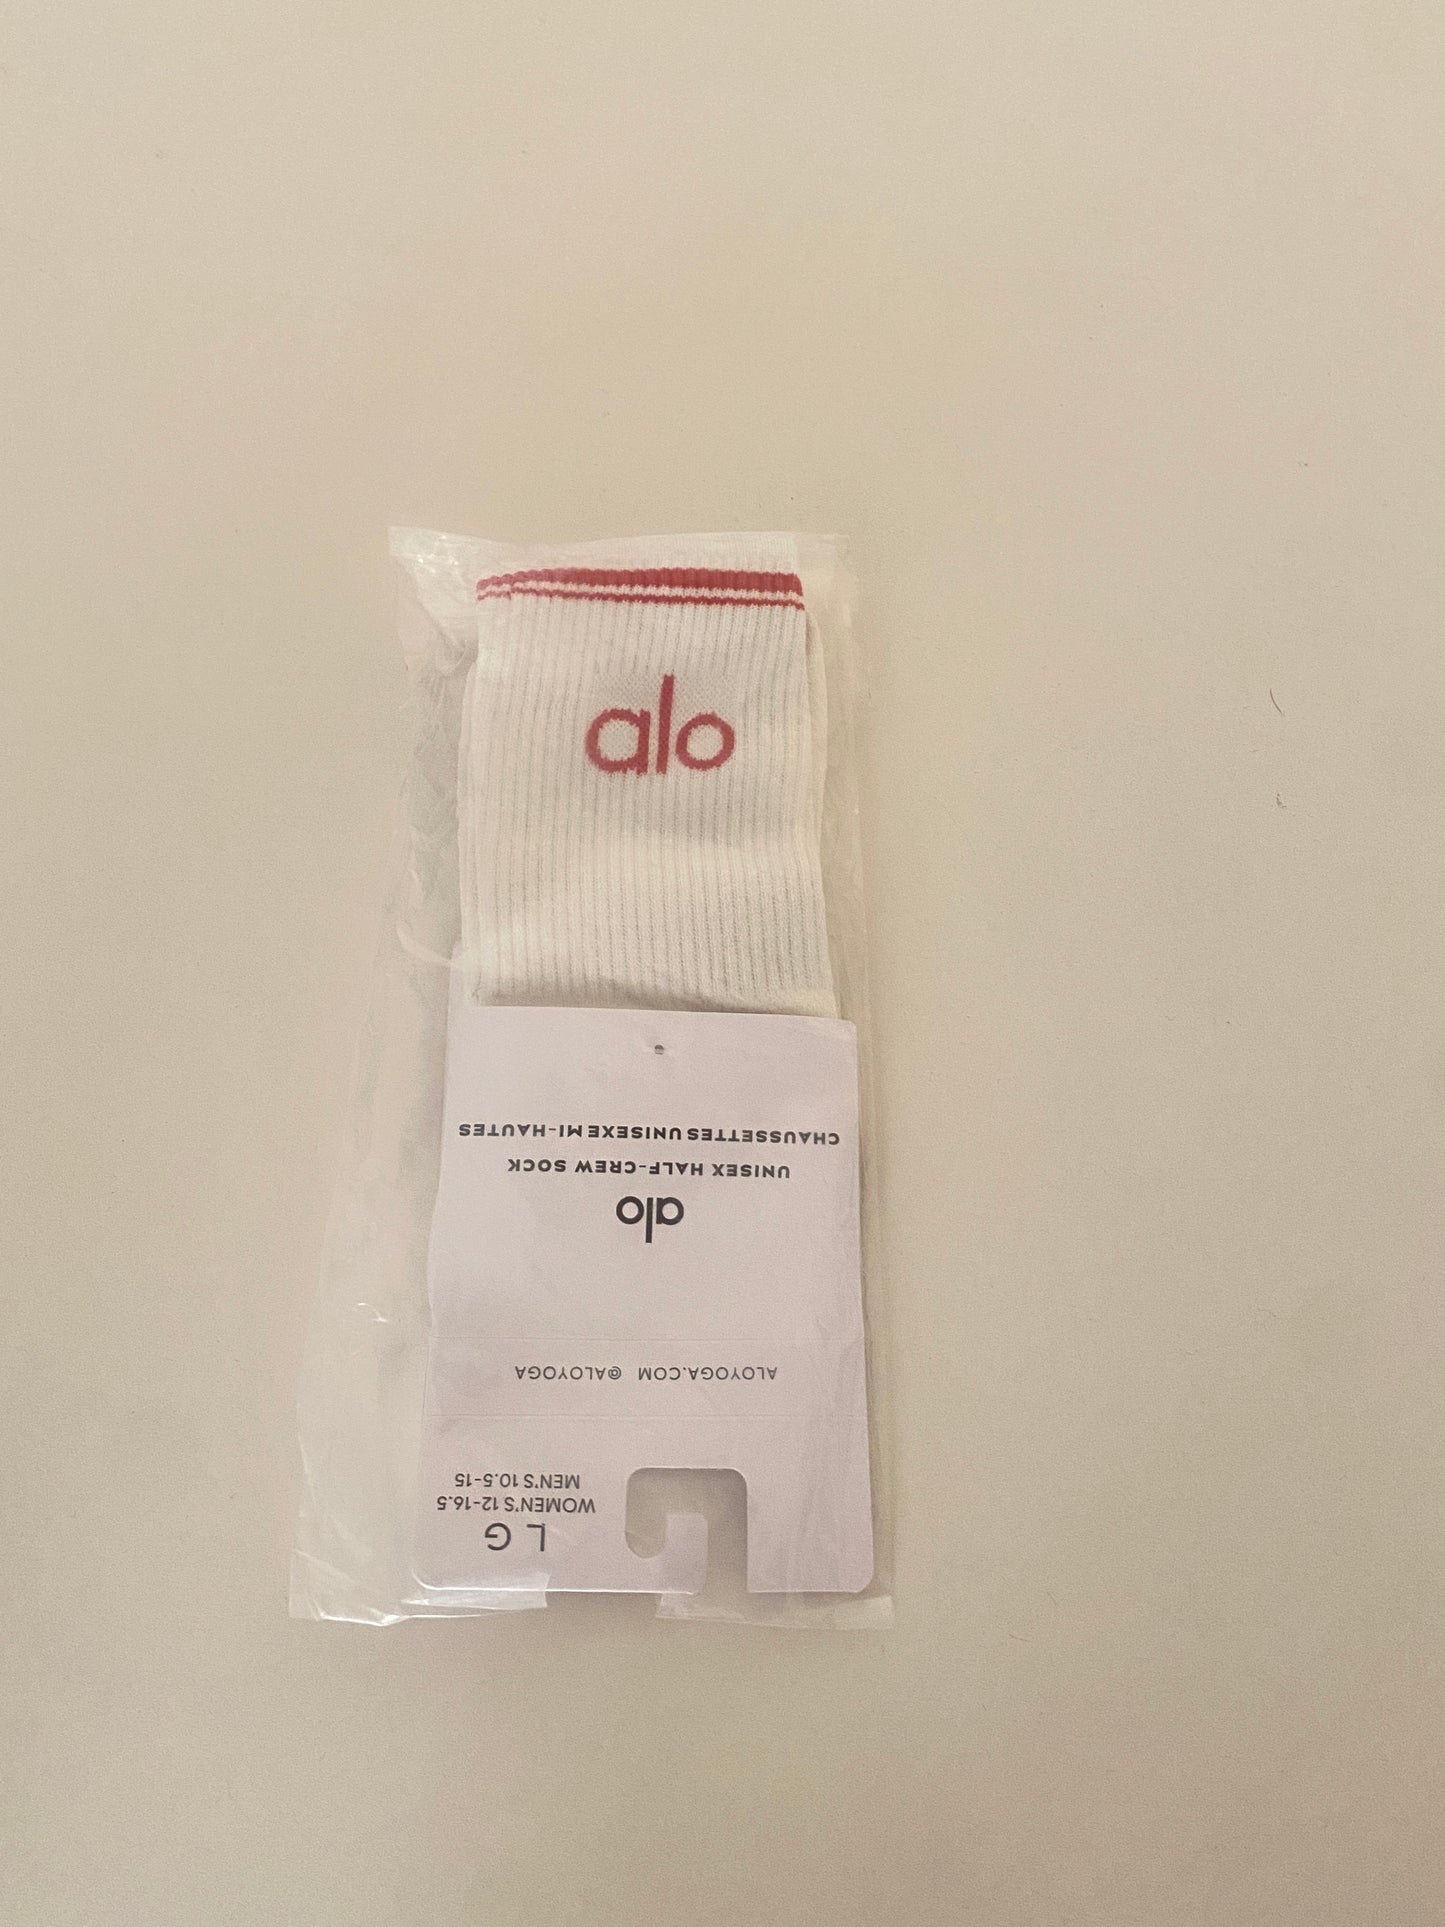 alo
L G
WOMEN'S 12-16.5
MEN'S 10.5-15
ALOYOGA.COM @ALOYOGA
alo
UNISEX HALF-CREW SOCK
CHAUSSETTES UNISEXE MI-HAUTES